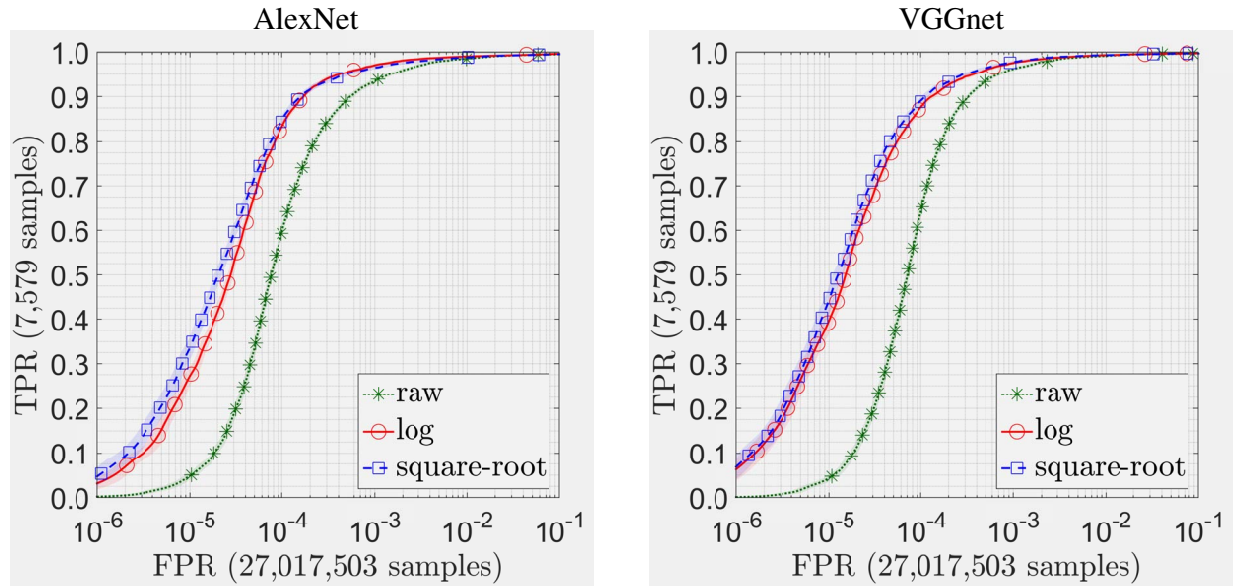 AlexNet
TPR (7,579 samples)
1.0
0.9
0.8
0.7
0.6
0.5
0.4
0.3
0.2
0.1
0.0
raw
log
square-root
10^-6
10^-5
10^-4
10^-3
10^-2
10^-1
FPR (27,017,503 samples)
VGGnet
TPR (7,579 samples)
1.0
0.9
0.8
0.7
0.6
0.5
0.4
0.3
0.2
0.1
0.0
raw
log
square-root
10^-6
10^-5
10^-4
10^-3
10^-2
10^-1
FPR (27,017,503 samples)